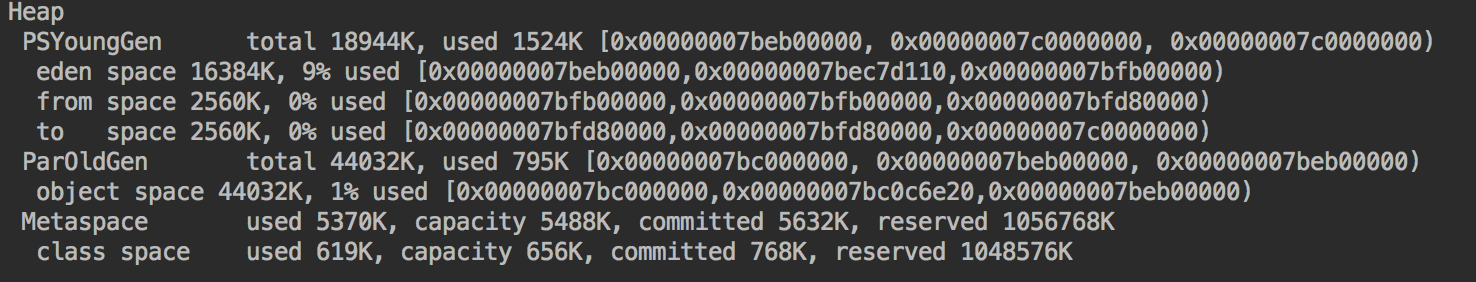 Heap
 PSYoungGen      total 18944K, used 1524K [0x00000007beb00000, 0x00000007c0000000, 0x00000007c0000000)
  eden space 16384K, 9% used [0x00000007beb00000,0x00000007bec7d110,0x00000007bfb00000)
  from space 2560K, 0% used [0x00000007bfb00000,0x00000007bfb00000,0x00000007bfd80000)
  to   space 2560K, 0% used [0x00000007bfd80000,0x00000007bfd80000,0x00000007c0000000)
 ParOldGen       total 44032K, used 795K [0x00000007bc000000, 0x00000007beb00000, 0x00000007beb00000)
  object space 44032K, 1% used [0x00000007bc000000,0x00000007bc0c6e20,0x00000007beb00000)
 Metaspace       used 5370K, capacity 5488K, committed 5632K, reserved 1056768K
  class space    used 619K, capacity 656K, committed 768K, reserved 1048576K